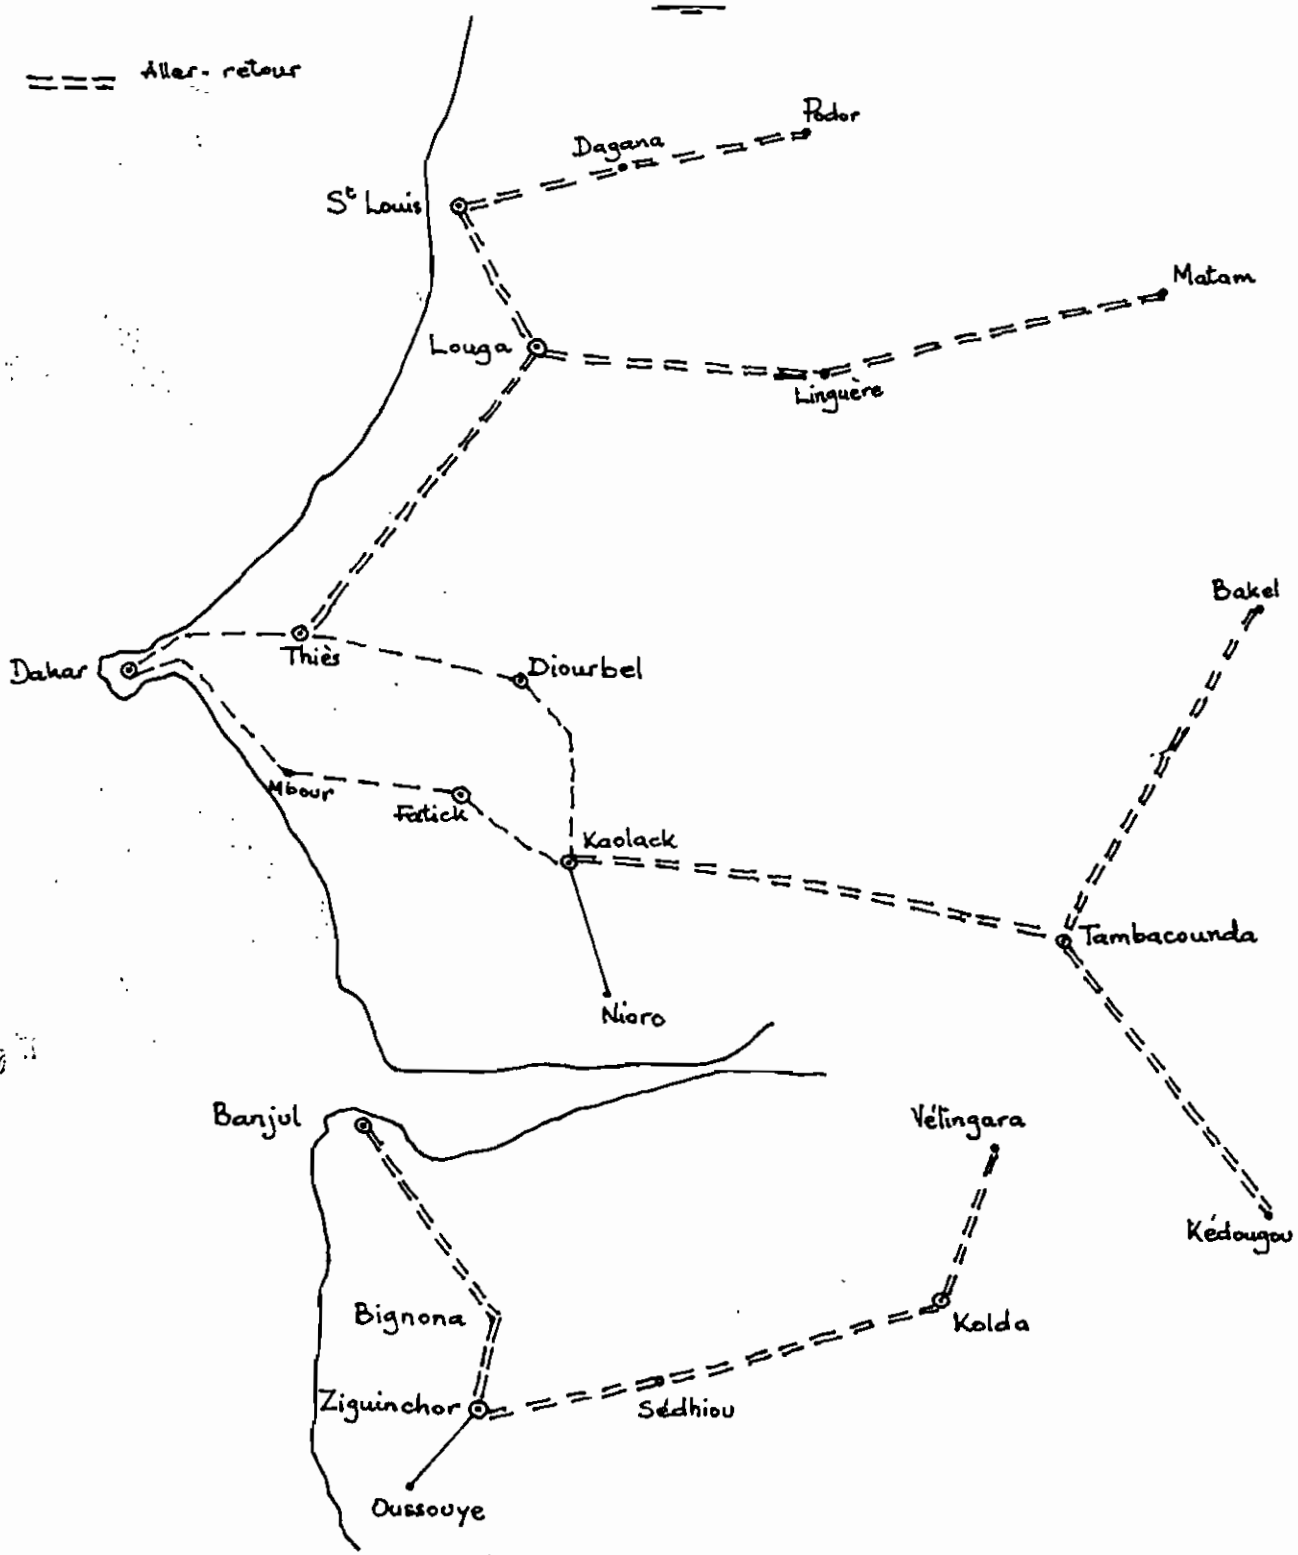 Aller-retour
Podor
Dagana
St Louis
Matam
Louga
Linguère
Bakel
Thiès
Diourbel
Dakar
Mbour
Fatick
Kaolack
Tambacounda
Nioro
Banjul
Vélingara
Kédougou
Bignona
Kolda
Ziguinchor
Sédhiou
Oussouye